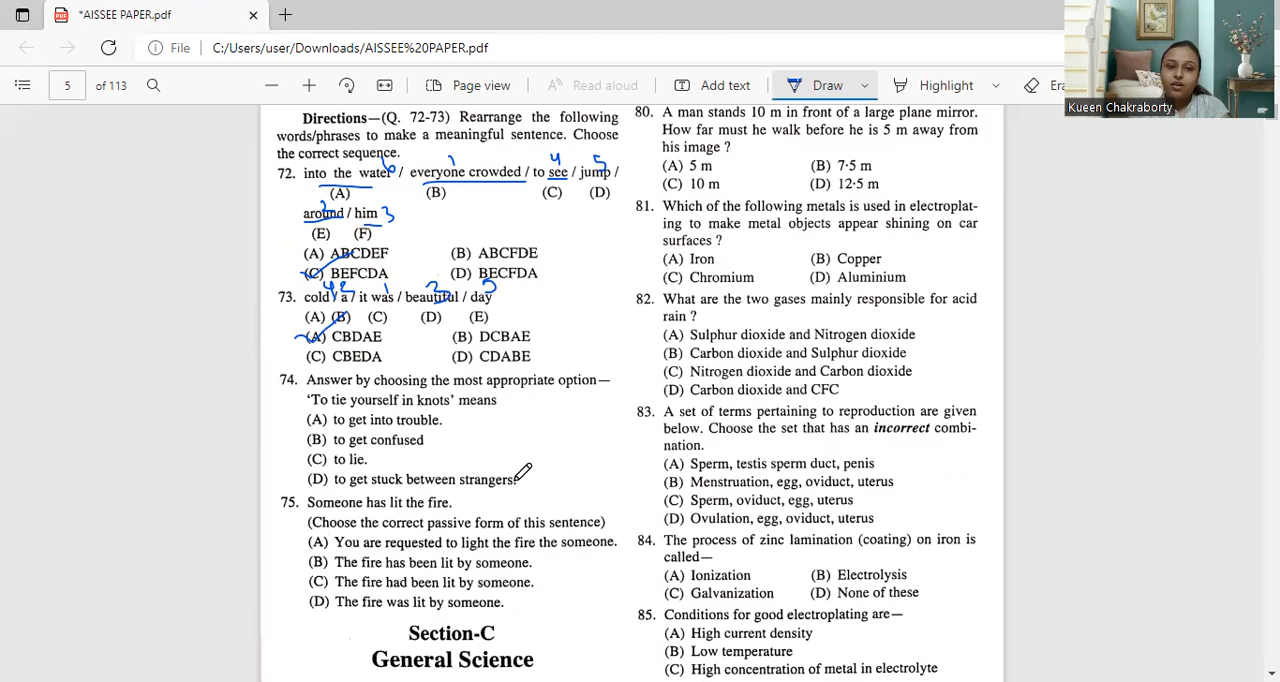 *AISSEE PAPER.pdf
File C:/Users/user/Downloads/AISSEE%20PAPER.pdf
5 of 113
Page view
Read aloud
Add text
Draw
Highlight
Kueen Chakraborty
Directions—(Q. 72-73) Rearrange the following
words/phrases to make a meaningful sentence. Choose
the correct sequence.
6 1 4 5
72. into the water / everyone crowded / to see / jump /
(A) (B) (C) (D)
around / him
2 3
(E) (F)
(A) ABCDEF (B) ABCFDE
(C) BEFCDA (D) BECFDA
73. cold / a / it was / beautiful / day
(A) (B) (C) (D) (E)
(A) CBDAE (B) DCBAE
(C) CBEDA (D) CDABE
74. Answer by choosing the most appropriate option—
‘To tie yourself in knots’ means
(A) to get into trouble.
(B) to get confused
(C) to lie.
(D) to get stuck between strangers.
75. Someone has lit the fire.
(Choose the correct passive form of this sentence)
(A) You are requested to light the fire the someone.
(B) The fire has been lit by someone.
(C) The fire had been lit by someone.
(D) The fire was lit by someone.
Section-C
General Science
80. A man stands 10 m in front of a large plane mirror.
How far must he walk before he is 5 m away from
his image ?
(A) 5 m (B) 7·5 m
(C) 10 m (D) 12·5 m
81. Which of the following metals is used in electroplat-
ing to make metal objects appear shining on car
surfaces ?
(A) Iron (B) Copper
(C) Chromium (D) Aluminium
82. What are the two gases mainly responsible for acid
rain ?
(A) Sulphur dioxide and Nitrogen dioxide
(B) Carbon dioxide and Sulphur dioxide
(C) Nitrogen dioxide and Carbon dioxide
(D) Carbon dioxide and CFC
83. A set of terms pertaining to reproduction are given
below. Choose the set that has an incorrect combi-
nation.
(A) Sperm, testis sperm duct, penis
(B) Menstruation, egg, oviduct, uterus
(C) Sperm, oviduct, egg, uterus
(D) Ovulation, egg, oviduct, uterus
84. The process of zinc lamination (coating) on iron is
called—
(A) Ionization (B) Electrolysis
(C) Galvanization (D) None of these
85. Conditions for good electroplating are—
(A) High current density
(B) Low temperature
(C) High concentration of metal in electrolyte